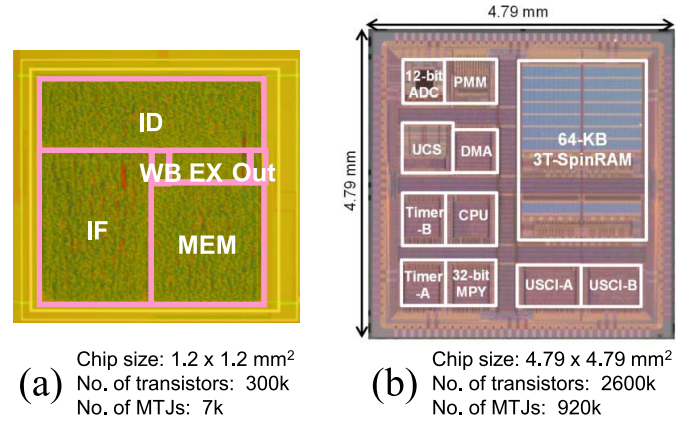 4.79 mm
4.79 mm
ID
WB EX Out
IF
MEM
12-bit
ADC
PMM
UCS
DMA
64-KB
3T-SpinRAM
Timer
-B
CPU
Timer
-A
32-bit
MPY
USCI-A
USCI-B
(a)
Chip size: 1.2 x 1.2 mm²
No. of transistors: 300k
No. of MTJs: 7k
(b)
Chip size: 4.79 x 4.79 mm²
No. of transistors: 2600k
No. of MTJs: 920k